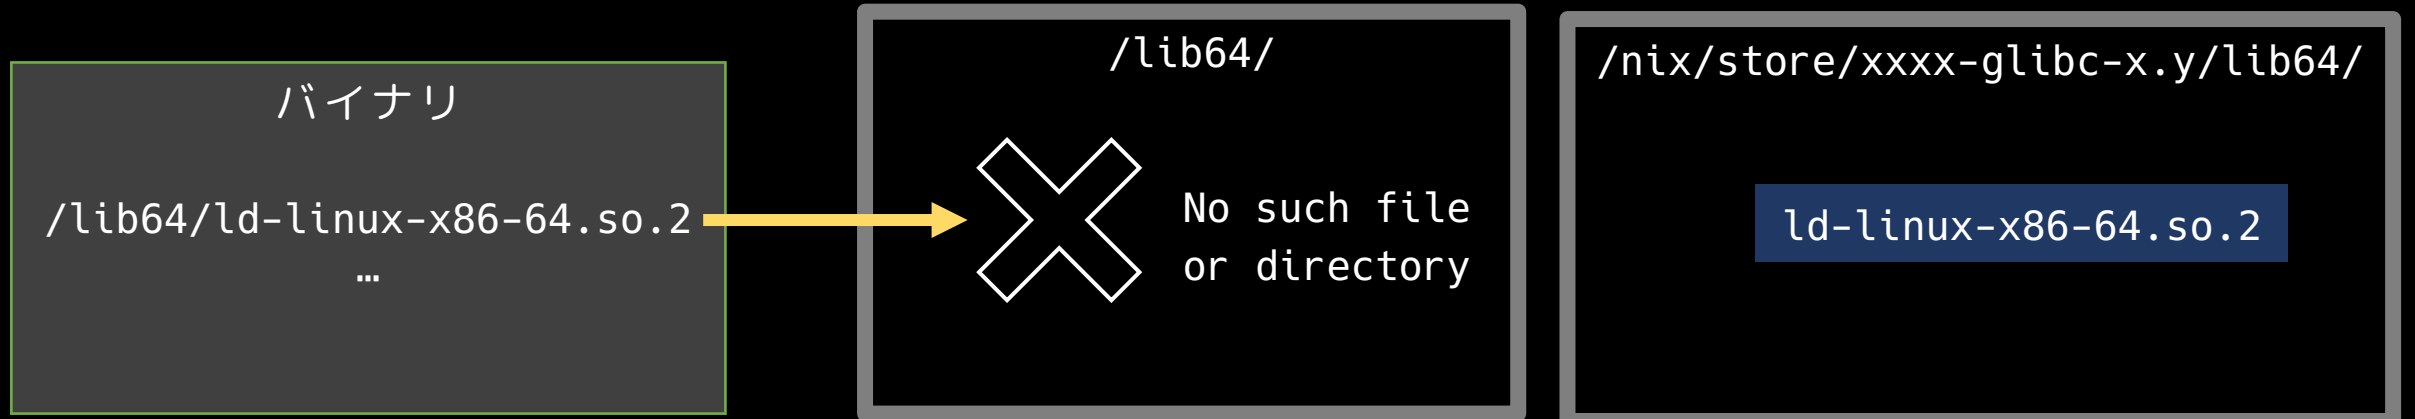 バイナリ
/lib64/ld-linux-x86-64.so.2
…
/lib64/
No such file
or directory
/nix/store/xxxx-glibc-x.y/lib64/
ld-linux-x86-64.so.2